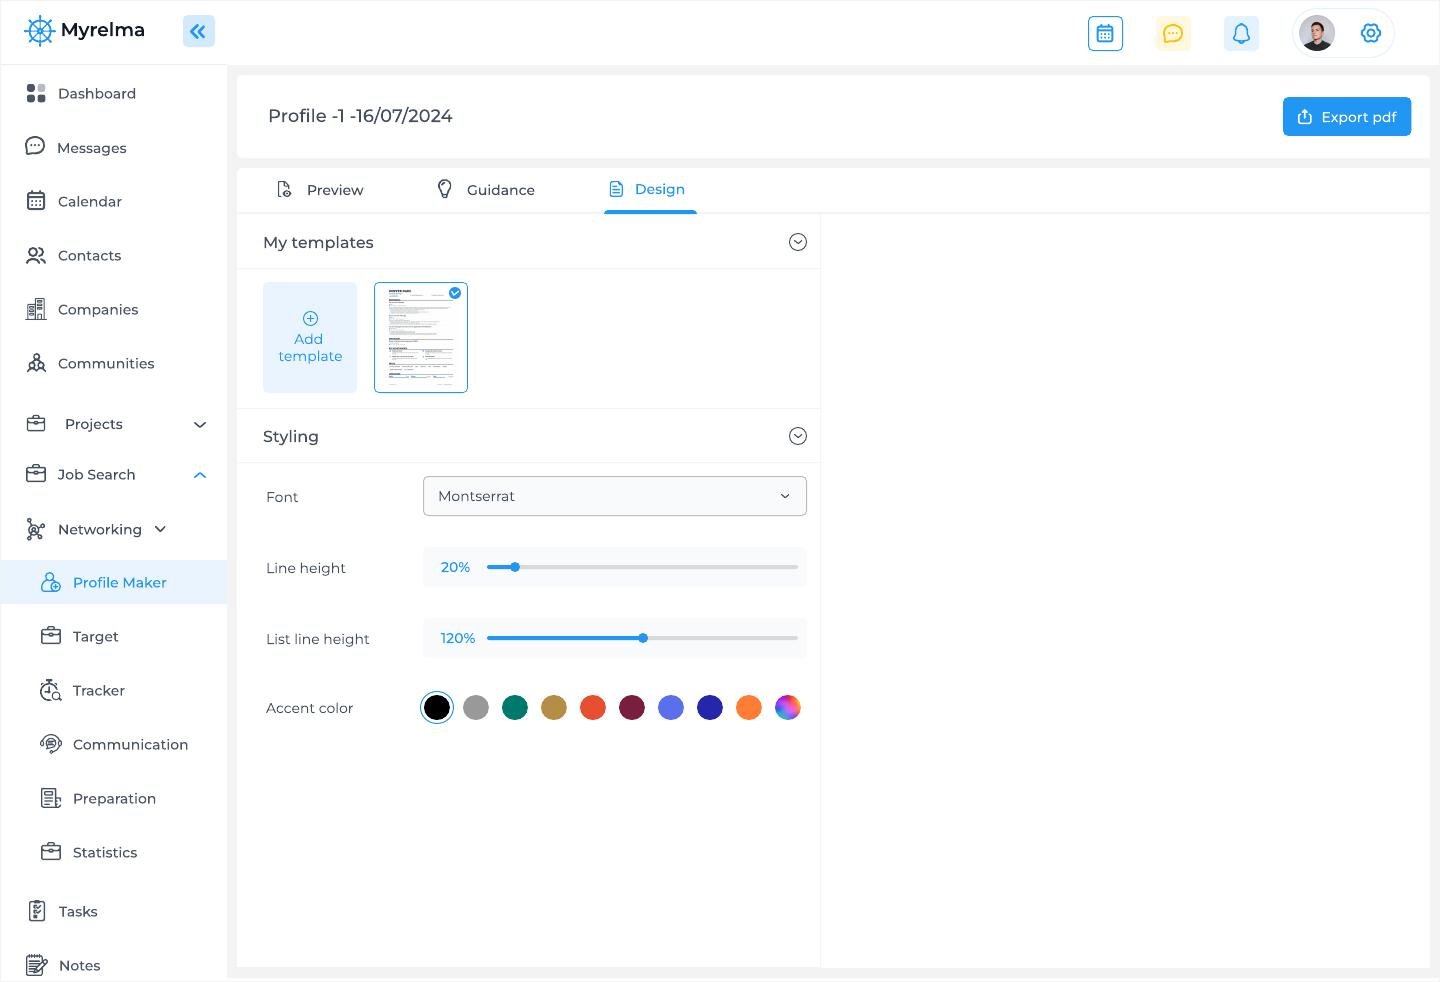 Myrelma
Dashboard
Messages
Calendar
Contacts
Companies
Communities
Projects
Job Search
Networking
Profile Maker
Target
Tracker
Communication
Preparation
Statistics
Tasks
Notes
Profile -1 -16/07/2024
Export pdf
Preview
Guidance
Design
My templates
Add
template
Styling
Font
Montserrat
Line height
20%
List line height
120%
Accent color